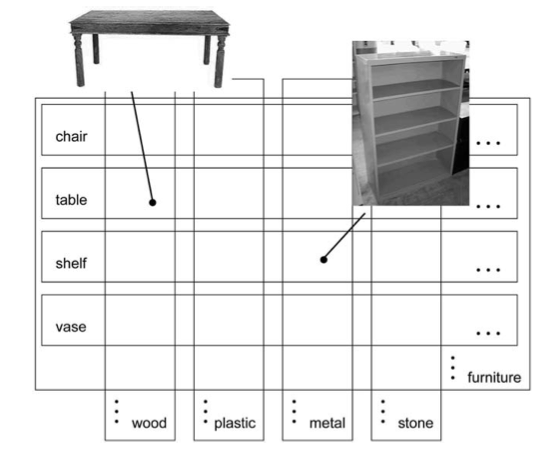 chair
...
table
...
shelf
...
vase
...
furniture
wood
plastic
metal
stone